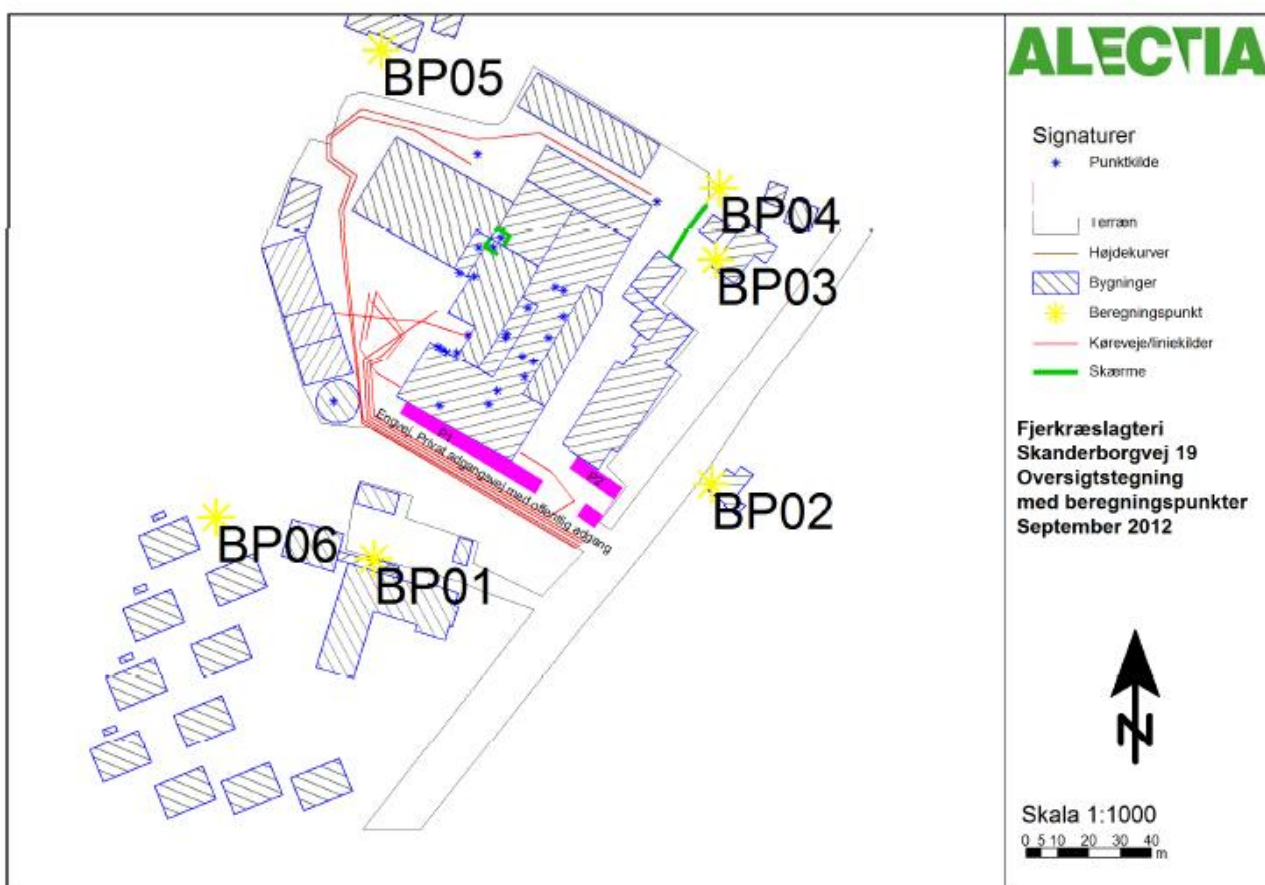 BP05
BP04
BP03
BP02
BP06
BP01
P1
P2
Engvej, Privat adgangsvej med offentlig adgang
ALECTIA
Signaturer
Punktkilde
Terræn
Højdekurver
Bygninger
Beregningspunkt
Køreveje/liniekilder
Skærme
Fjerkræslagteri
Skanderborgvej 19
Oversigtstegning
med beregningspunkter
September 2012
N
Skala 1:1000
0 5 10 20 30 40
m